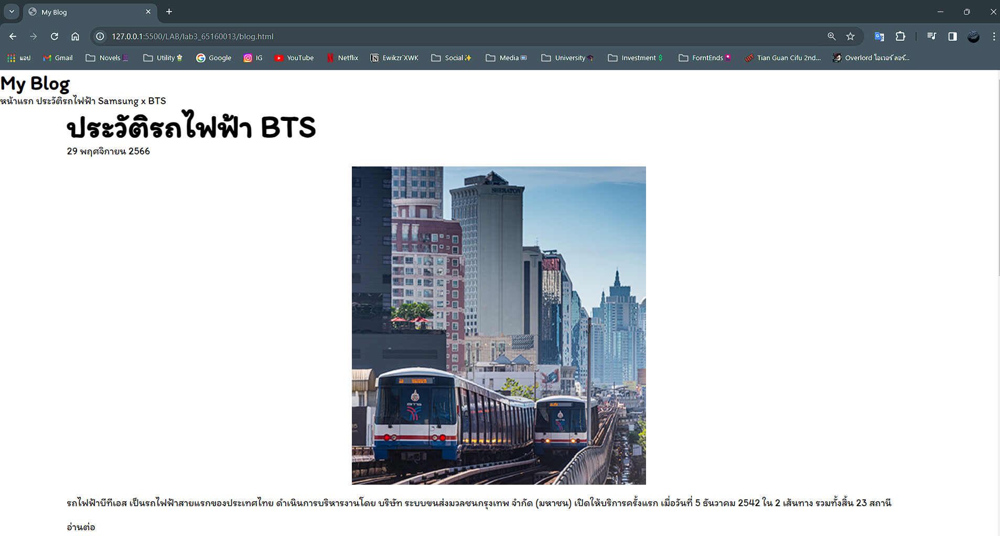 My Blog
127.0.0.1:5500/LAB/lab3_65160013/blog.html
แอป Gmail Novels Utility Google IG YouTube Netflix Ewikzr`XWK Social Media University Investment ForntEnds Tian Guan Cifu 2nd... Overlord โอเวอร์ ลอร์...
My Blog
หน้าแรก ประวัติรถไฟฟ้า Samsung x BTS
ประวัติรถไฟฟ้า BTS
29 พฤศจิกายน 2566
SHERATON
BTS
รถไฟฟ้าบีทีเอส เป็นรถไฟฟ้าสายแรกของประเทศไทย ดำเนินการบริหารงานโดย บริษัท ระบบขนส่งมวลชนกรุงเทพ จำกัด (มหาชน) เปิดให้บริการครั้งแรก เมื่อวันที่ 5 ธันวาคม 2542 ใน 2 เส้นทาง รวมทั้งสิ้น 23 สถานี
อ่านต่อ